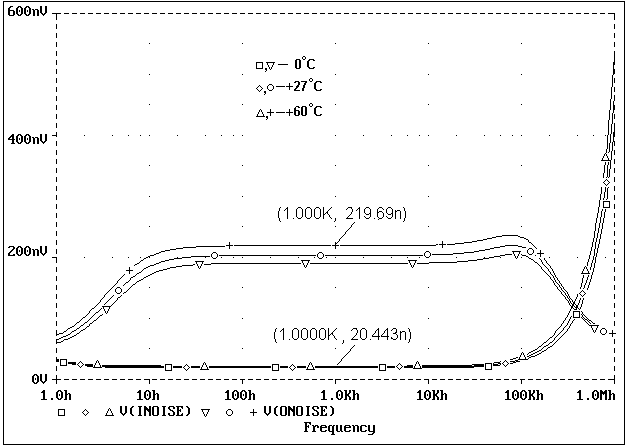 600nV
□,▽— 0°C
◇,○—+27°C
△,+—+60°C
400nV
(1.000K, 219.69n)
200nV
(1.0000K, 20.443n)
0V
1.0h 10h 100h 1.0Kh 10Kh 100Kh 1.0Mh
□ ◇ △ V(INOISE) ▽ ○ + V(ONOISE)
Frequency